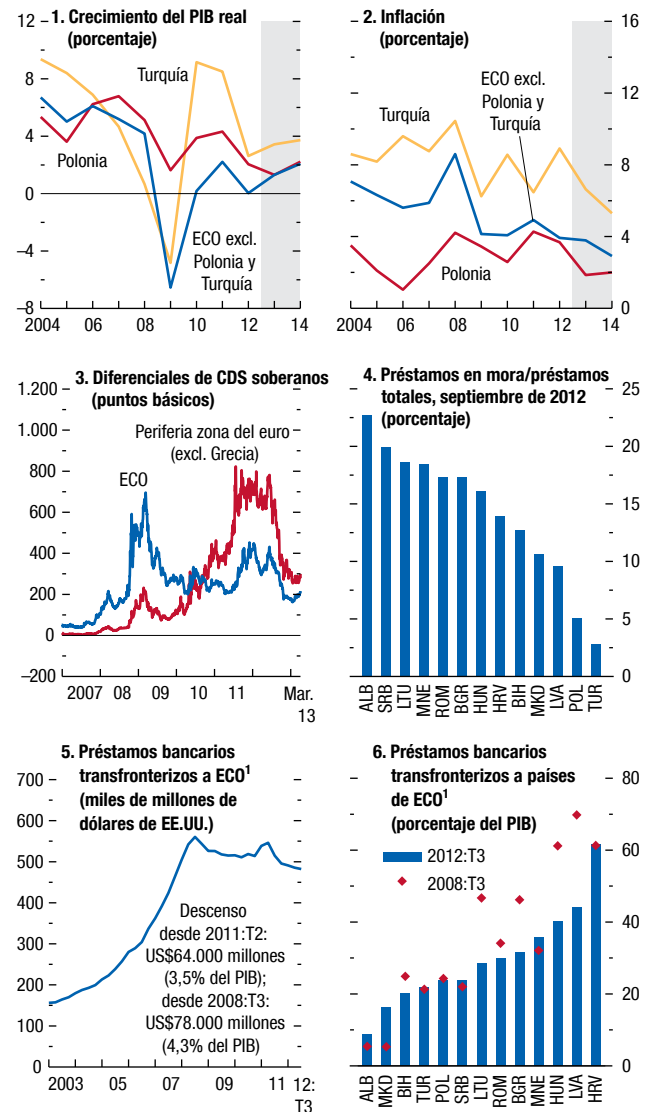 1. Crecimiento del PIB real
(porcentaje)
12
8
4
0
–4
–8
Turquía
Polonia
ECO excl.
Polonia y
Turquía
2004 06 08 10 12 14
2. Inflación
(porcentaje)
16
12
8
4
0
ECO excl.
Polonia y
Turquía
Turquía
Polonia
2004 06 08 10 12 14
3. Diferenciales de CDS soberanos
(puntos básicos)
1.200
1.000
800
600
400
200
0
–200
Periferia zona del euro
(excl. Grecia)
ECO
2007 08 09 10 11 Mar.
13
4. Préstamos en mora/préstamos
totales, septiembre de 2012
(porcentaje)
25
20
15
10
5
0
ALB SRB LTU MNE ROM BGR HUN HRV BIH MKD LVA POL TUR
5. Préstamos bancarios
transfronterizos a ECO¹
(miles de millones de
dólares de EE.UU.)
700
600
500
400
300
200
100
0
Descenso
desde 2011:T2:
US$64.000 millones
(3,5% del PIB);
desde 2008:T3:
US$78.000 millones
(4,3% del PIB)
2003 05 07 09 11 12:
T3
6. Préstamos bancarios
transfronterizos a países
de ECO¹
(porcentaje del PIB)
80
60
40
20
0
2012:T3
2008:T3
ALB MKD BIH TUR POL SRB LTU ROM BGR MNE HUN LVA HRV